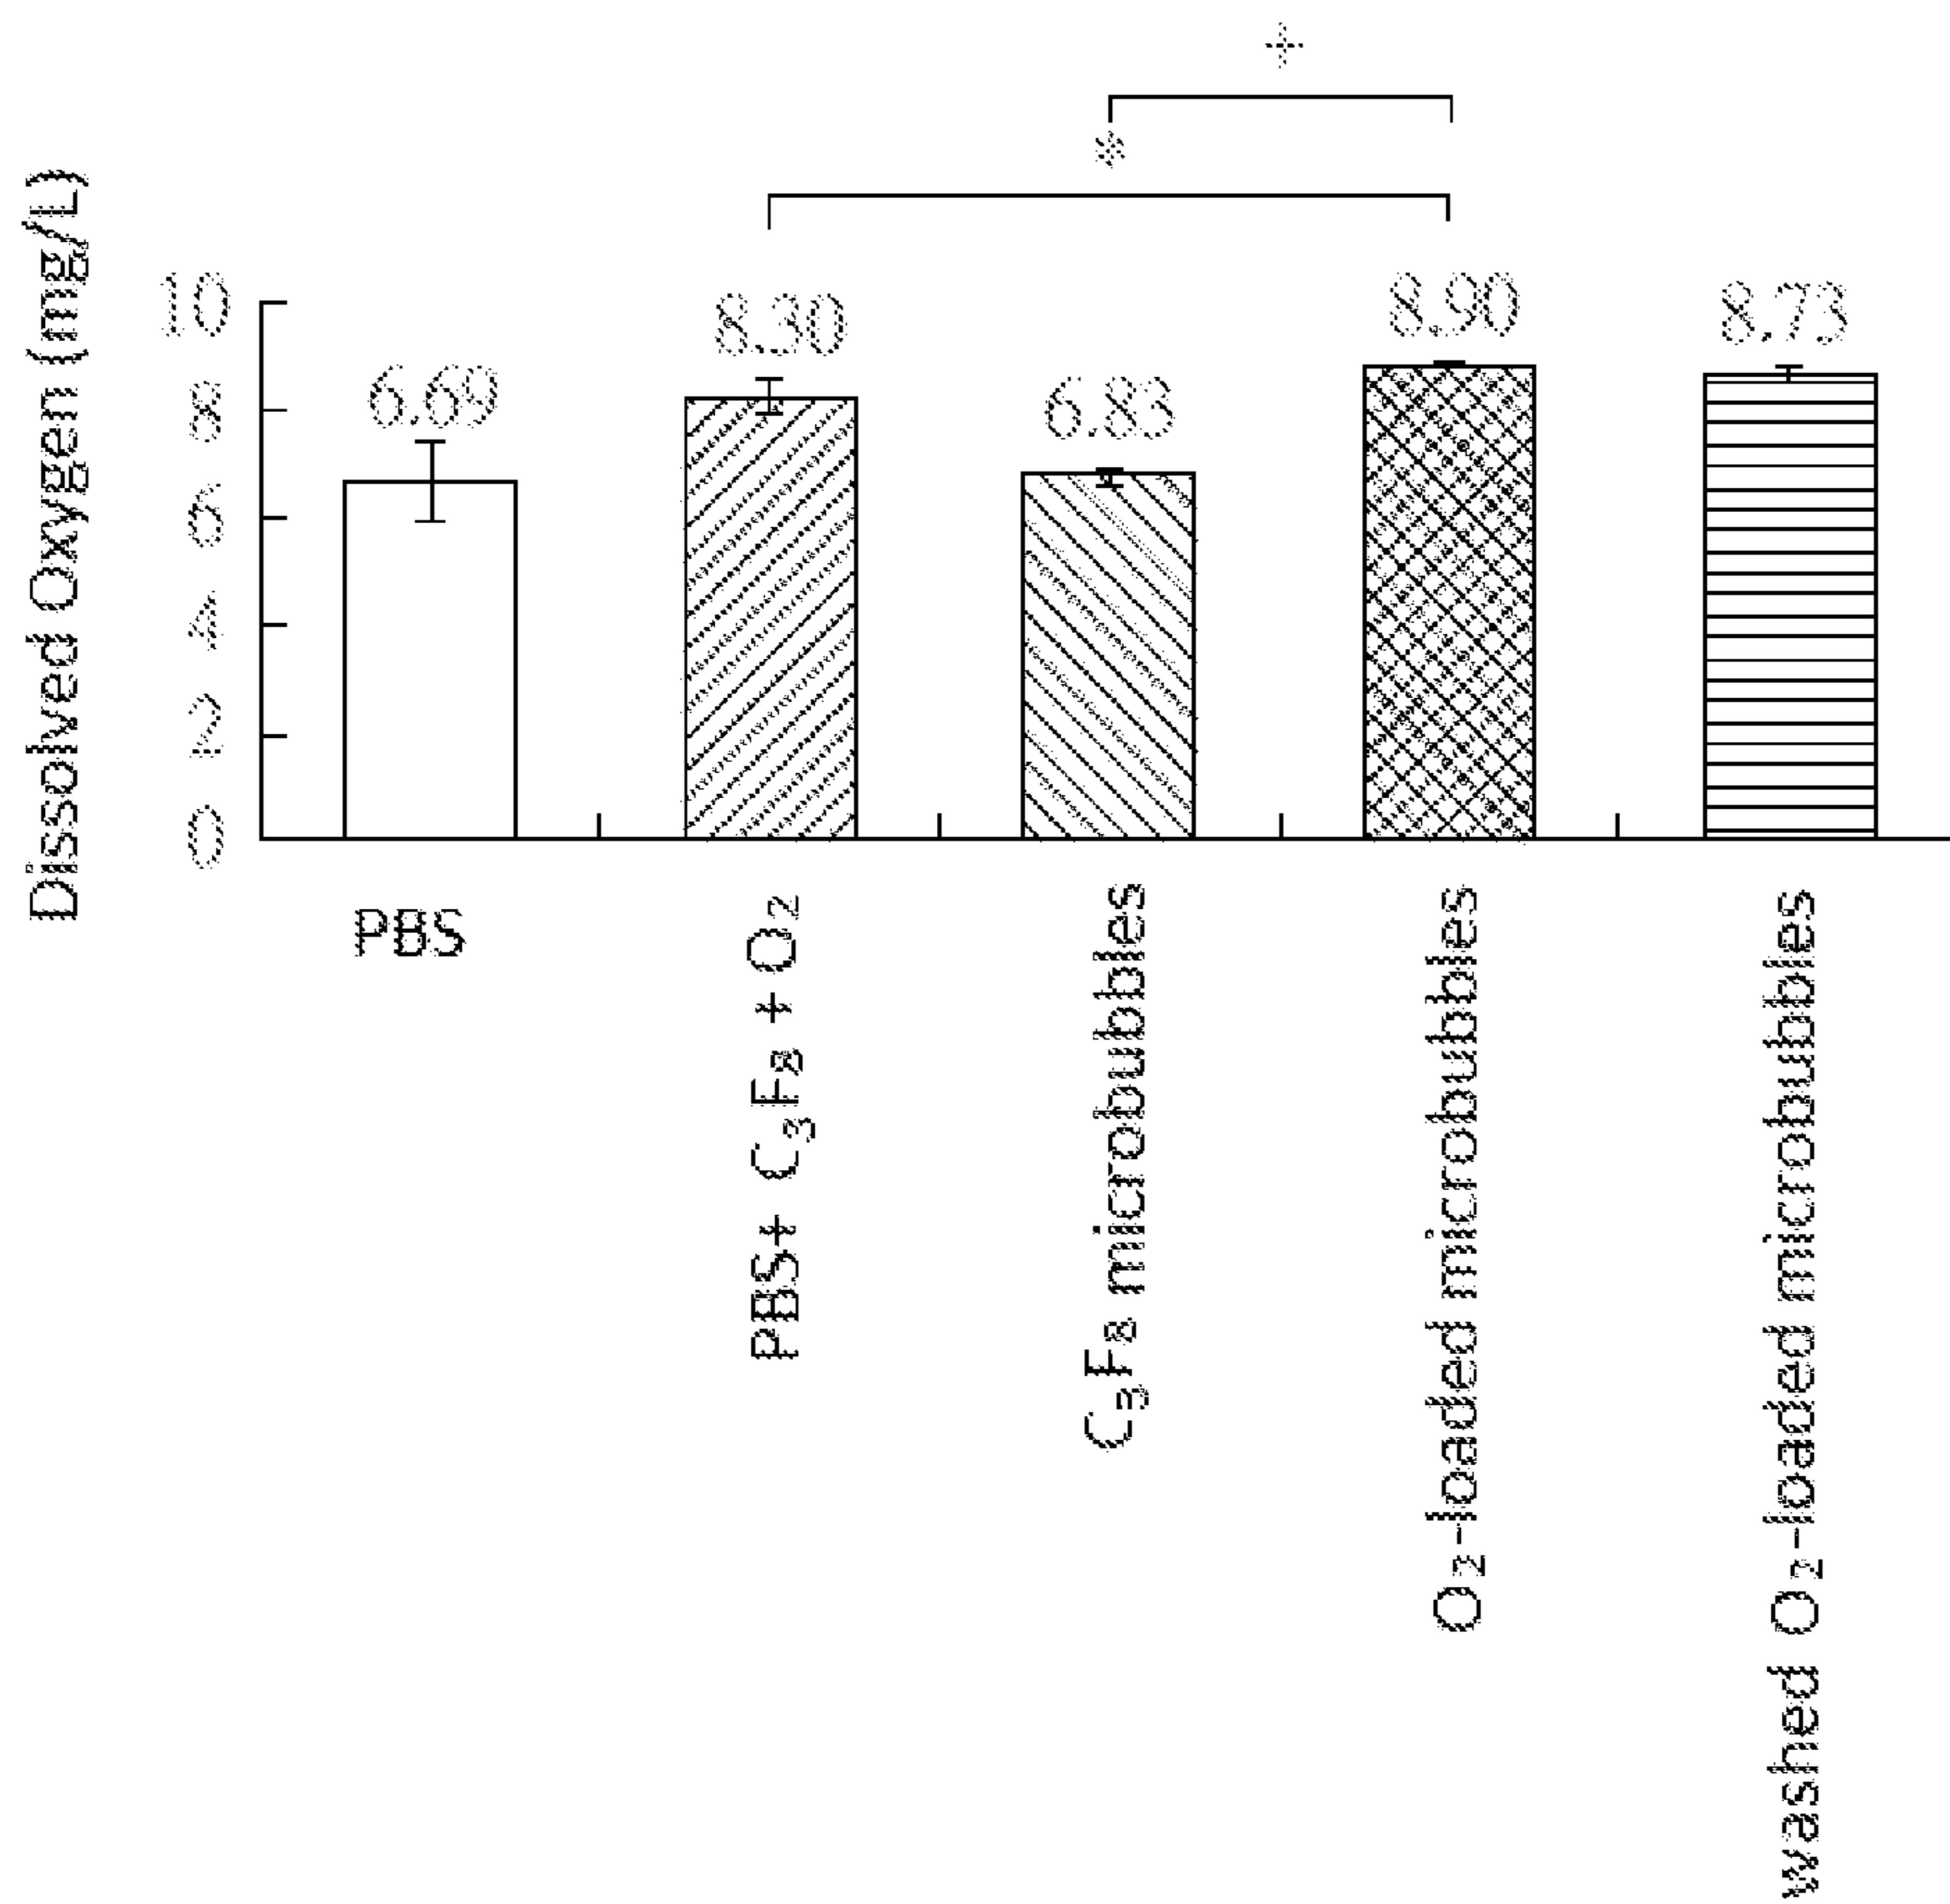 +
*
Dissolved Oxygen (mg/L)
10
8
6
4
2
0
6.69
8.30
6.83
8.90
8.73
PBS
PBS+ C₃F₈ + O₂
C₃F₈ microbubbles
O₂-loaded microbubbles
washed O₂-loaded microbubbles